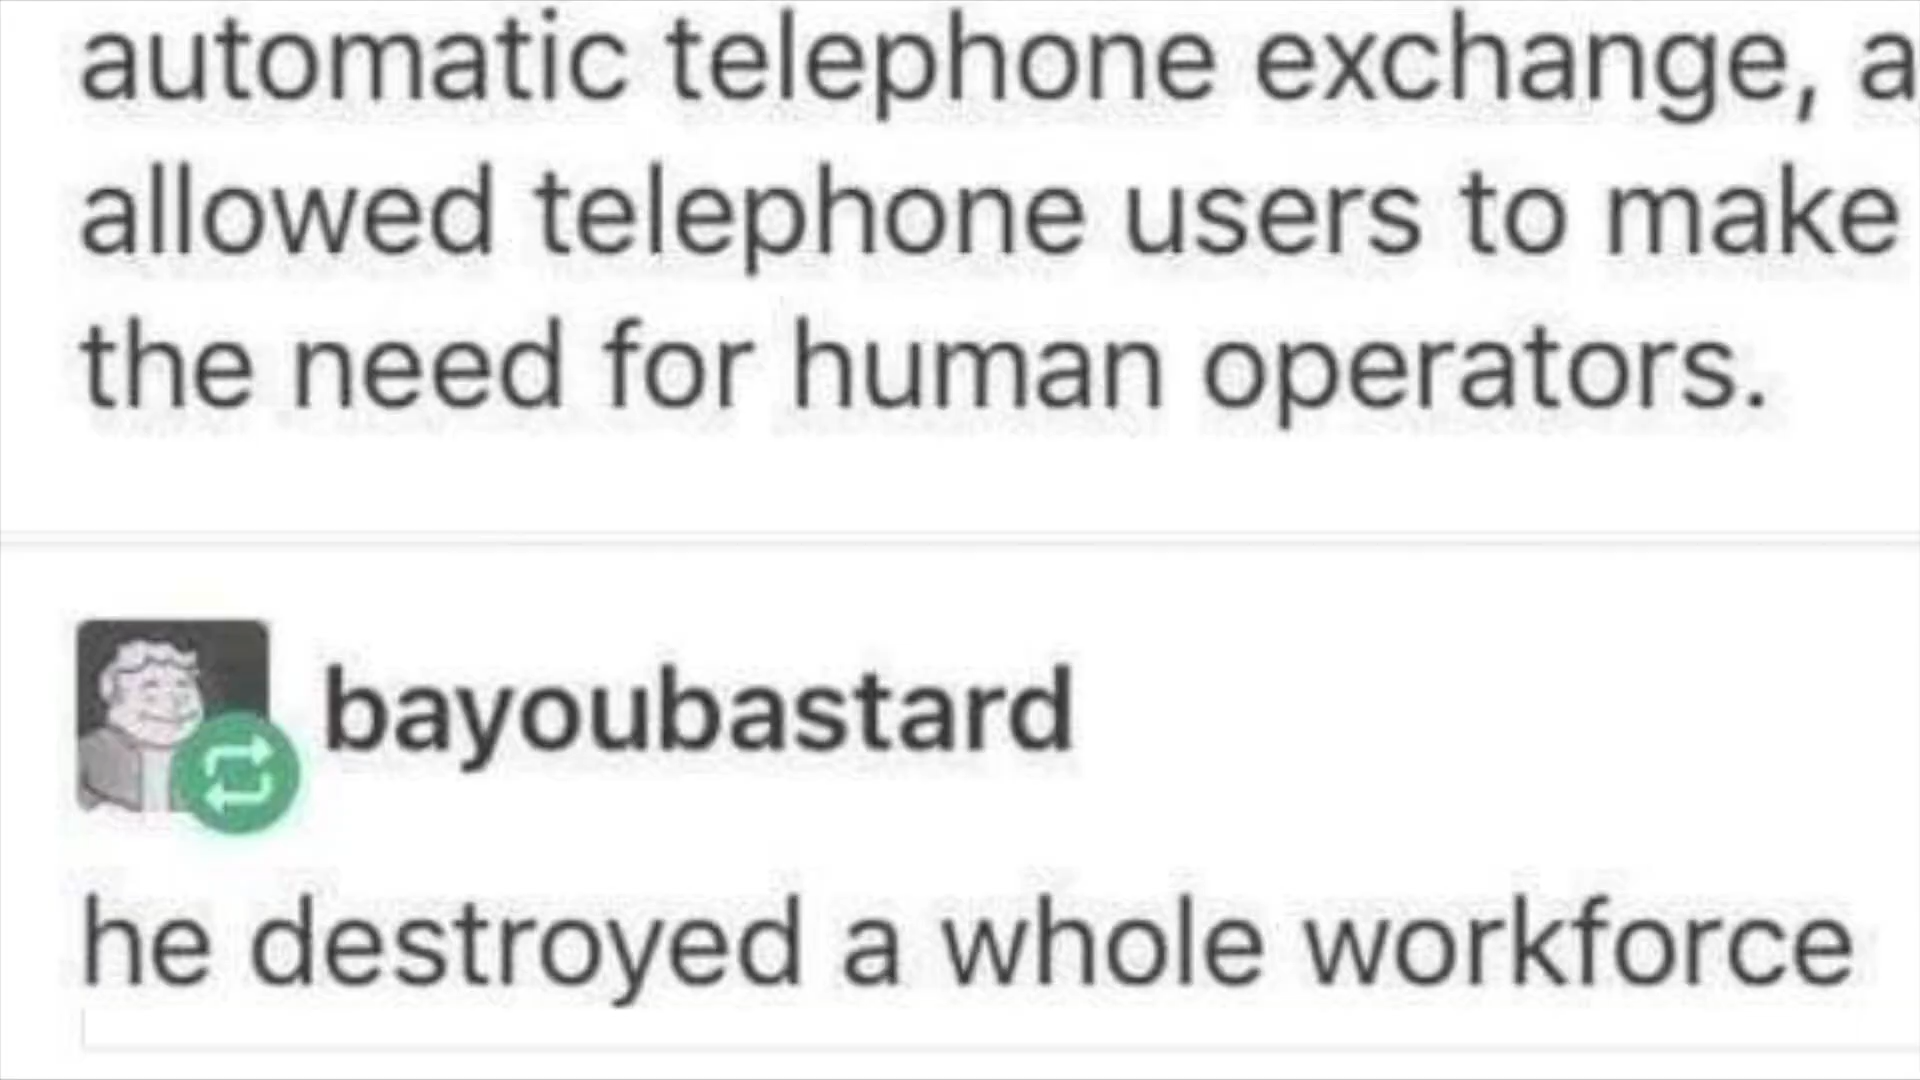 automatic telephone exchange, a
allowed telephone users to make
the need for human operators.
bayoubastard
he destroyed a whole workforce